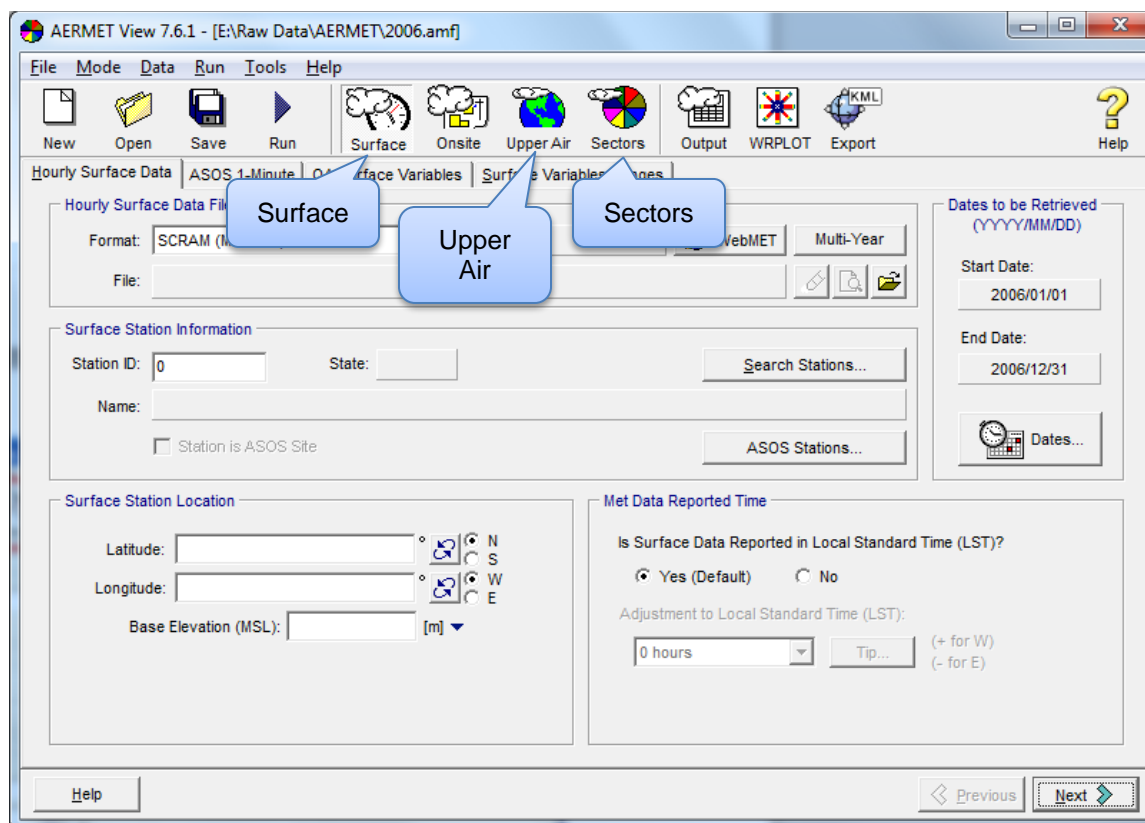 AERMET View 7.6.1 - [E:\Raw Data\AERMET\2006.amf]
File Mode Data Run Tools Help
KML
New Open Save Run Surface Onsite Upper Air Sectors Output WRPLOT Export Help
Hourly Surface Data ASOS 1-Minute Surface Variables
Surface
Upper
Air
Sectors
Hourly Surface Data
Format: SCRAM WebMET Multi-Year
File:
Dates to be Retrieved
(YYYY/MM/DD)
Start Date:
2006/01/01
End Date:
2006/12/31
Dates...
Surface Station Information
Station ID: 0 State: Search Stations...
Name:
Station is ASOS Site ASOS Stations...
Surface Station Location
Latitude: ° N
S
Longitude: ° W
E
Base Elevation (MSL): [m]
Met Data Reported Time
Is Surface Data Reported in Local Standard Time (LST)?
Yes (Default) No
Adjustment to Local Standard Time (LST):
0 hours Tip... (+ for W)
(- for E)
Help Previous Next